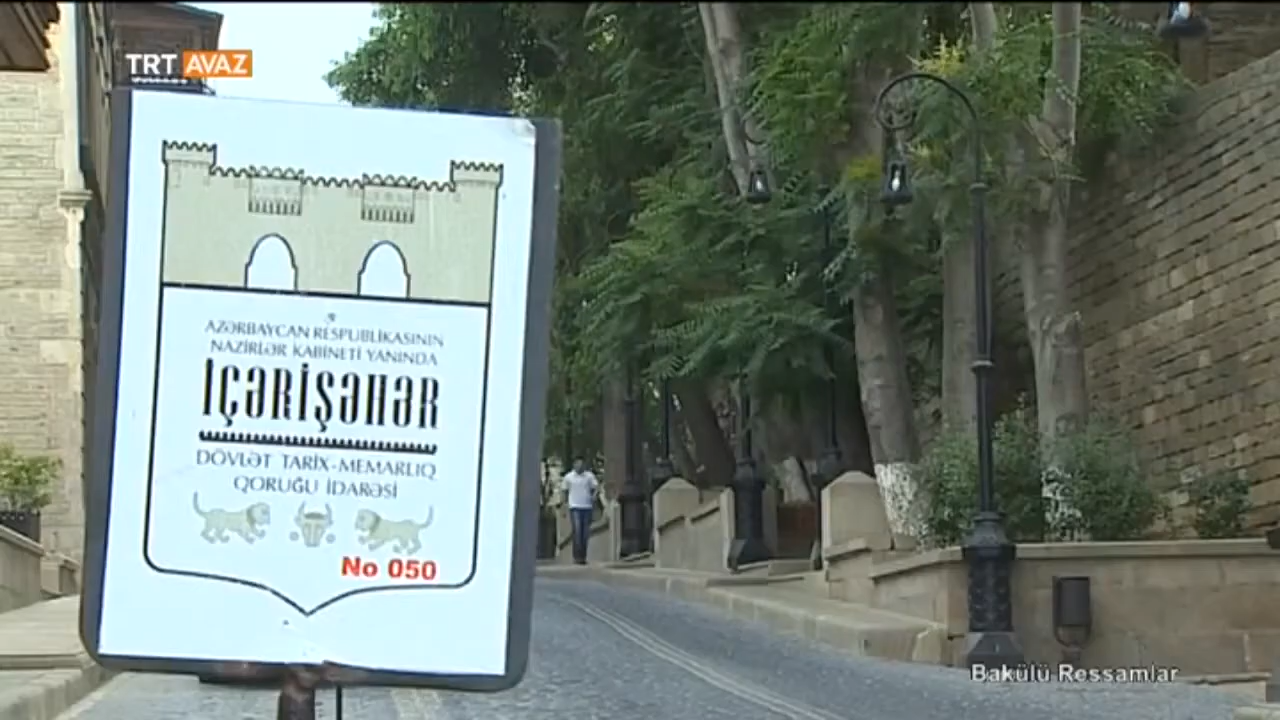 TRT AVAZ
AZƏRBAYCAN RESPUBLİKASININ
NAZİRLƏR KABİNETİ YANINDA
İÇƏRİŞƏHƏR
DÖVLƏT TARİX-MEMARLIQ
QORUĞU İDARƏSİ
No 050
Bakülü Ressamlar